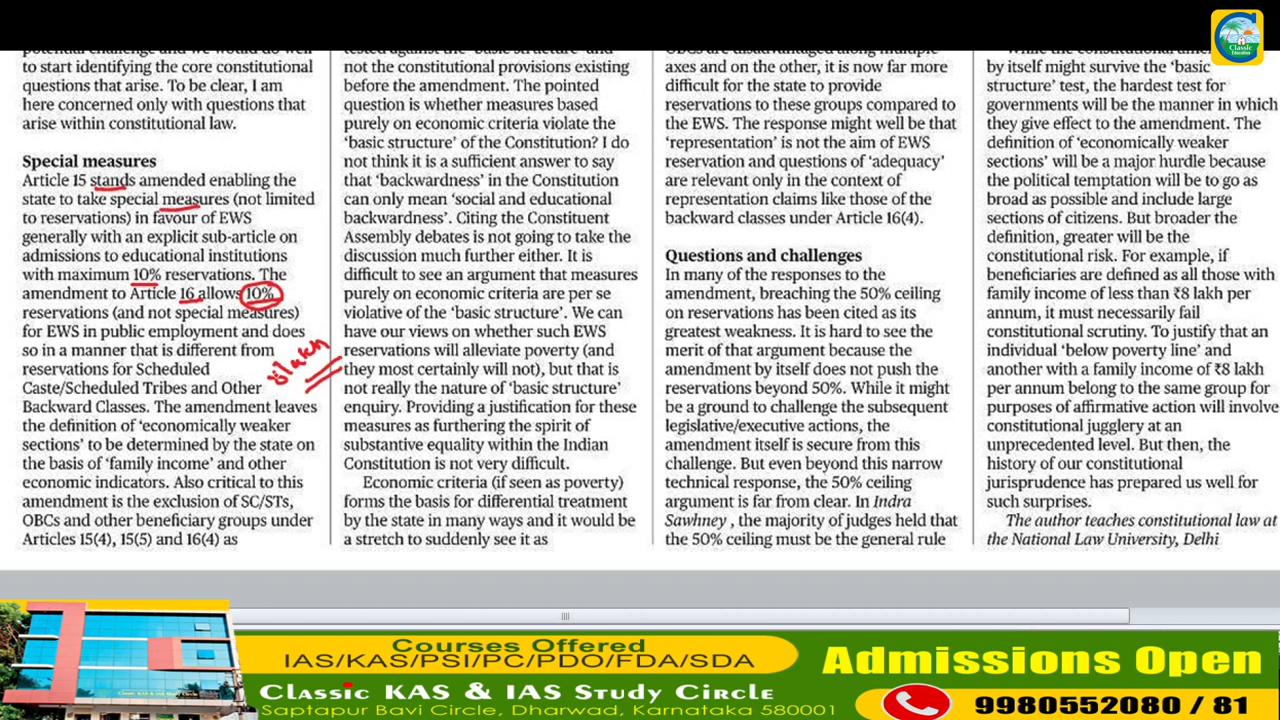 Classic
Education
to start identifying the core constitutional
questions that arise. To be clear, I am
here concerned only with questions that
arise within constitutional law.
Special measures
Article 15 stands amended enabling the
state to take special measures (not limited
to reservations) in favour of EWS
generally with an explicit sub-article on
admissions to educational institutions
with maximum 10% reservations. The
amendment to Article 16 allows 10%
reservations (and not special measures)
for EWS in public employment and does
so in a manner that is different from
reservations for Scheduled
Caste/Scheduled Tribes and Other
Backward Classes. The amendment leaves
the definition of ‘economically weaker
sections’ to be determined by the state on
the basis of ‘family income’ and other
economic indicators. Also critical to this
amendment is the exclusion of SC/STs,
OBCs and other beneficiary groups under
Articles 15(4), 15(5) and 16(4) as
8 lakh
not the constitutional provisions existing
before the amendment. The pointed
question is whether measures based
purely on economic criteria violate the
‘basic structure’ of the Constitution? I do
not think it is a sufficient answer to say
that ‘backwardness’ in the Constitution
can only mean ‘social and educational
backwardness’. Citing the Constituent
Assembly debates is not going to take the
discussion much further either. It is
difficult to see an argument that measures
purely on economic criteria are per se
violative of the ‘basic structure’. We can
have our views on whether such EWS
reservations will alleviate poverty (and
they most certainly will not), but that is
not really the nature of ‘basic structure’
enquiry. Providing a justification for these
measures as furthering the spirit of
substantive equality within the Indian
Constitution is not very difficult.
Economic criteria (if seen as poverty)
forms the basis for differential treatment
by the state in many ways and it would be
a stretch to suddenly see it as
axes and on the other, it is now far more
difficult for the state to provide
reservations to these groups compared to
the EWS. The response might well be that
‘representation’ is not the aim of EWS
reservation and questions of ‘adequacy’
are relevant only in the context of
representation claims like those of the
backward classes under Article 16(4).
Questions and challenges
In many of the responses to the
amendment, breaching the 50% ceiling
on reservations has been cited as its
greatest weakness. It is hard to see the
merit of that argument because the
amendment by itself does not push the
reservations beyond 50%. While it might
be a ground to challenge the subsequent
legislative/executive actions, the
amendment itself is secure from this
challenge. But even beyond this narrow
technical response, the 50% ceiling
argument is far from clear. In Indra
Sawhney , the majority of judges held that
the 50% ceiling must be the general rule
by itself might survive the ‘basic
structure’ test, the hardest test for
governments will be the manner in which
they give effect to the amendment. The
definition of ‘economically weaker
sections’ will be a major hurdle because
the political temptation will be to go as
broad as possible and include large
sections of citizens. But broader the
definition, greater will be the
constitutional risk. For example, if
beneficiaries are defined as all those with
family income of less than ₹8 lakh per
annum, it must necessarily fail
constitutional scrutiny. To justify that an
individual ‘below poverty line’ and
another with a family income of ₹8 lakh
per annum belong to the same group for
purposes of affirmative action will involve
constitutional jugglery at an
unprecedented level. But then, the
history of our constitutional
jurisprudence has prepared us well for
such surprises.
The author teaches constitutional law at
the National Law University, Delhi
Courses Offered
IAS/KAS/PSI/PC/PDO/FDA/SDA
Classic KAS & IAS Study Circle
Saptapur Bavi Circle, Dharwad, Karnataka 580001
Admissions Open
9980552080 / 81